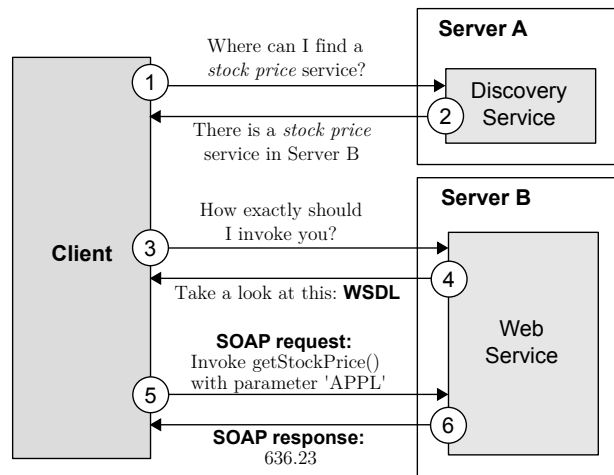 Server A
Where can I find a
stock price service?
1
Discovery
Service
2
There is a stock price
service in Server B
Server B
How exactly should
I invoke you?
Client
3
4
Take a look at this: WSDL
Web
Service
SOAP request:
Invoke getStockPrice()
with parameter 'APPL'
5
6
SOAP response:
636.23